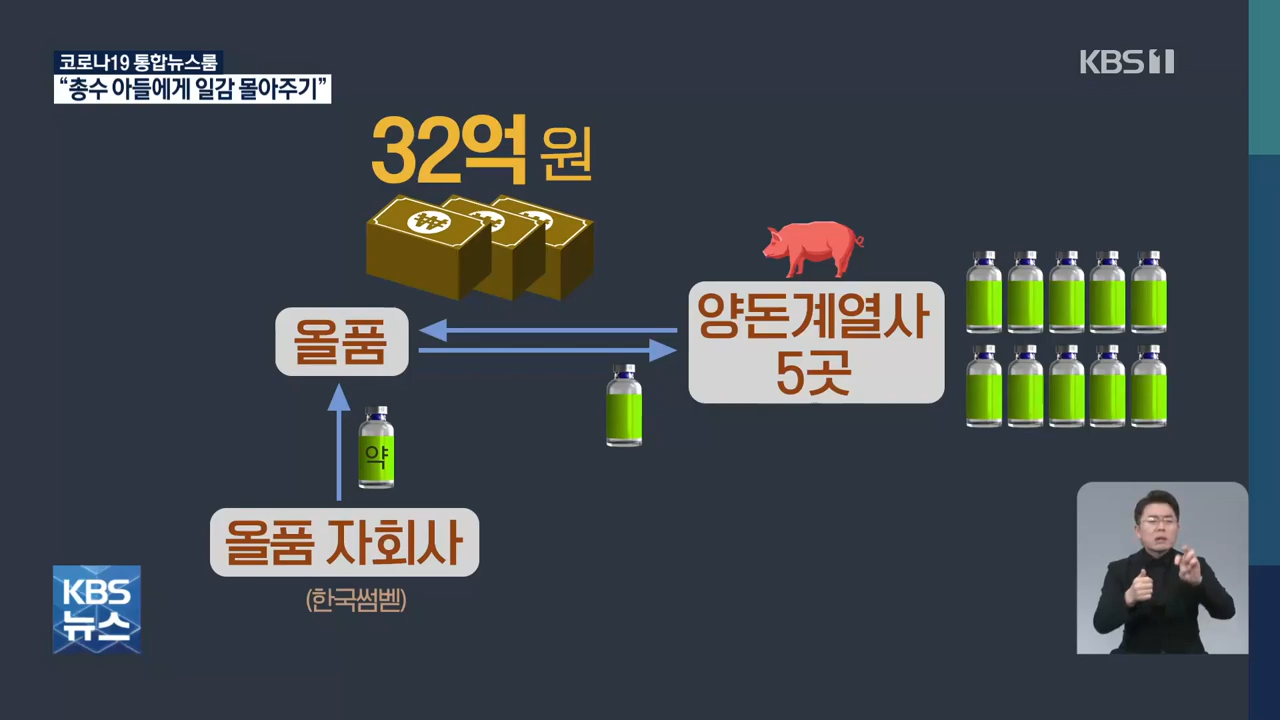 코로나19 통합뉴스룸
“총수 아들에게 일감 몰아주기”
KBS1
32억 원
양돈계열사
5곳
올품
약
올품 자회사
(한국썸벧)
KBS
뉴스